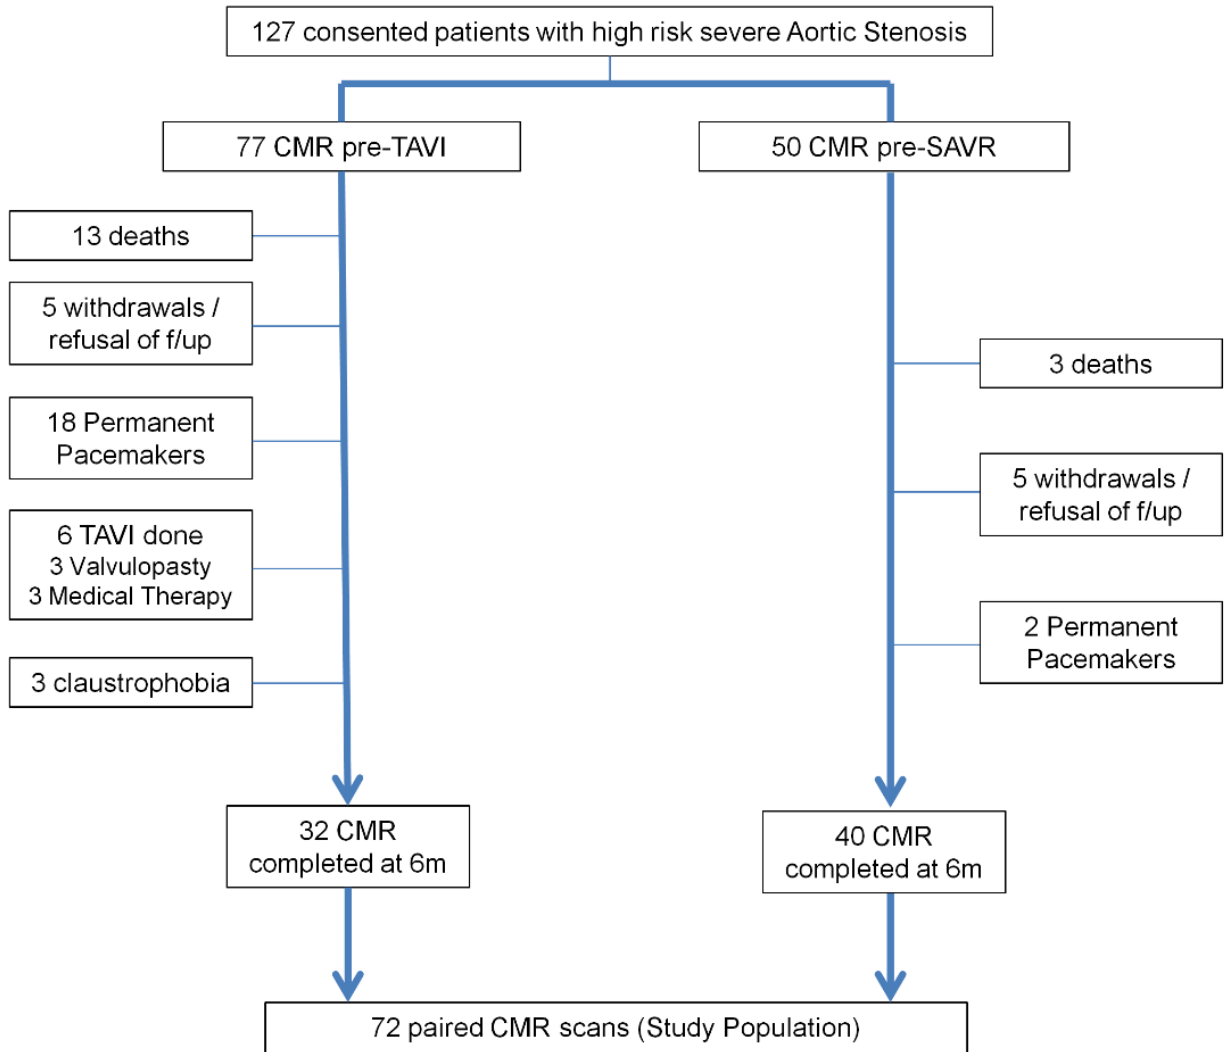 127 consented patients with high risk severe Aortic Stenosis
77 CMR pre-TAVI
50 CMR pre-SAVR
13 deaths
5 withdrawals /
refusal of f/up
18 Permanent
Pacemakers
6 TAVI done
3 Valvulopasty
3 Medical Therapy
3 claustrophobia
3 deaths
5 withdrawals /
refusal of f/up
2 Permanent
Pacemakers
32 CMR
completed at 6m
40 CMR
completed at 6m
72 paired CMR scans (Study Population)